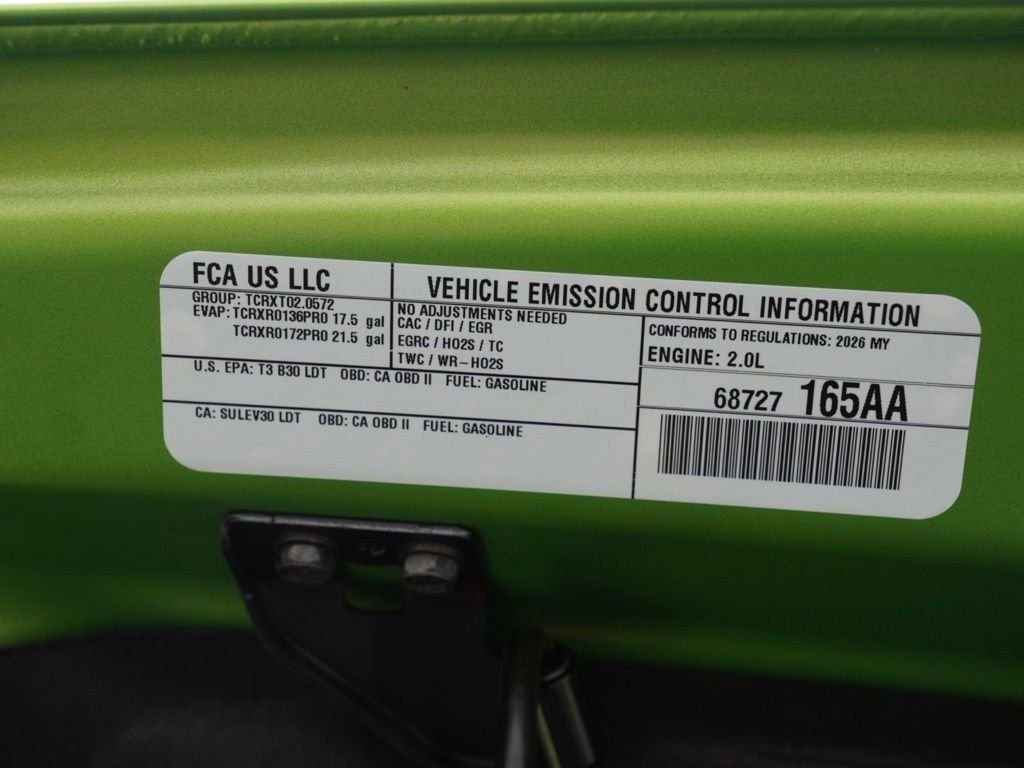 FCA US LLC
VEHICLE EMISSION CONTROL INFORMATION
GROUP: TCRXT02.0572
EVAP: TCRXR0136PR0 17.5 gal
TCRXR0172PR0 21.5 gal
NO ADJUSTMENTS NEEDED
CAC / DFI / EGR
EGRC / HO2S / TC
TWC / WR-HO2S
CONFORMS TO REGULATIONS: 2026 MY
ENGINE: 2.0L
U.S. EPA: T3 B30 LDT OBD: CA OBD II FUEL: GASOLINE
68727 165AA
CA: SULEV30 LDT OBD: CA OBD II FUEL: GASOLINE